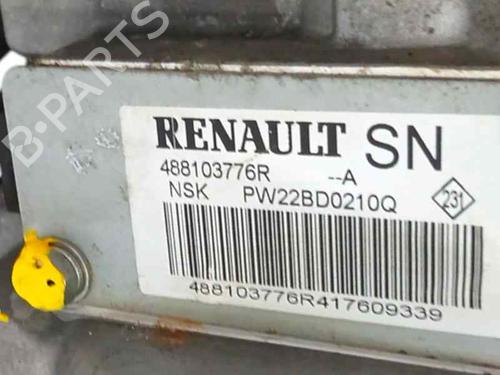 B-PARTS
RENAULT SN
488103776R --A
NSK PW22BD0210Q
231
488103776R417609339